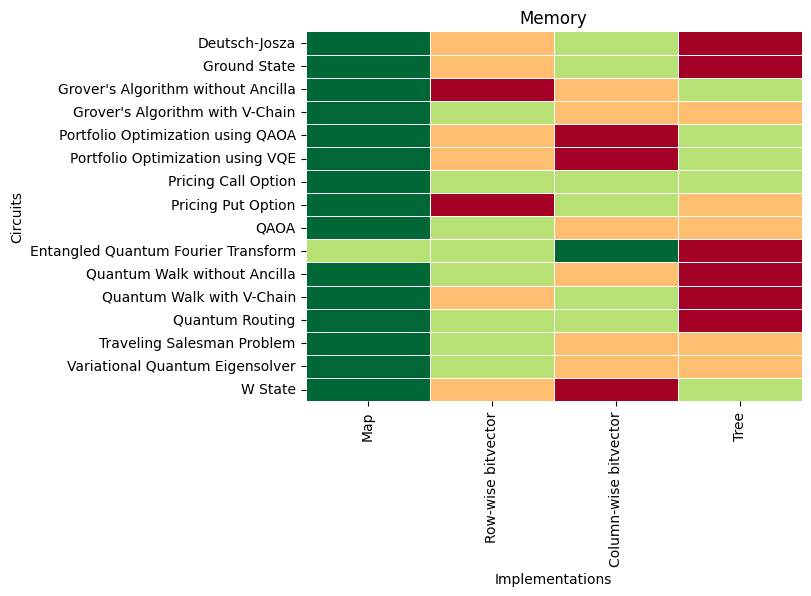 Memory
Deutsch-Josza
Ground State
Grover's Algorithm without Ancilla
Grover's Algorithm with V-Chain
Portfolio Optimization using QAOA
Portfolio Optimization using VQE
Pricing Call Option
Pricing Put Option
QAOA
Entangled Quantum Fourier Transform
Quantum Walk without Ancilla
Quantum Walk with V-Chain
Quantum Routing
Traveling Salesman Problem
Variational Quantum Eigensolver
W State
Circuits
Map
Row-wise bitvector
Column-wise bitvector
Tree
Implementations